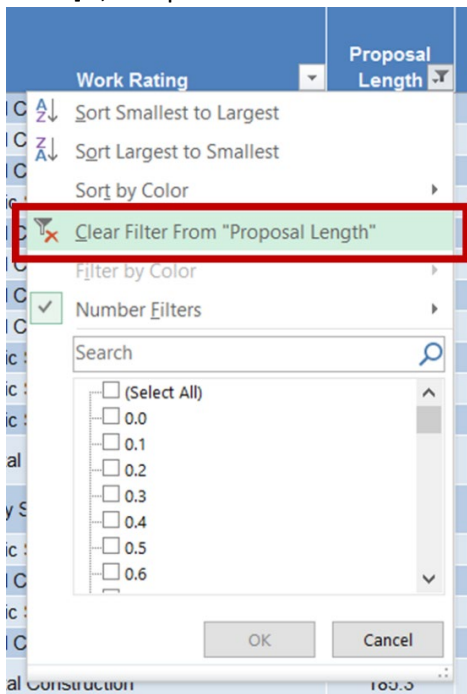 Work Rating
Proposal
Length
Sort Smallest to Largest
Sort Largest to Smallest
Sort by Color
Clear Filter From "Proposal Length"
Filter by Color
Number Filters
Search
(Select All)
0.0
0.1
0.2
0.3
0.4
0.5
0.6
OK
Cancel
al Construction